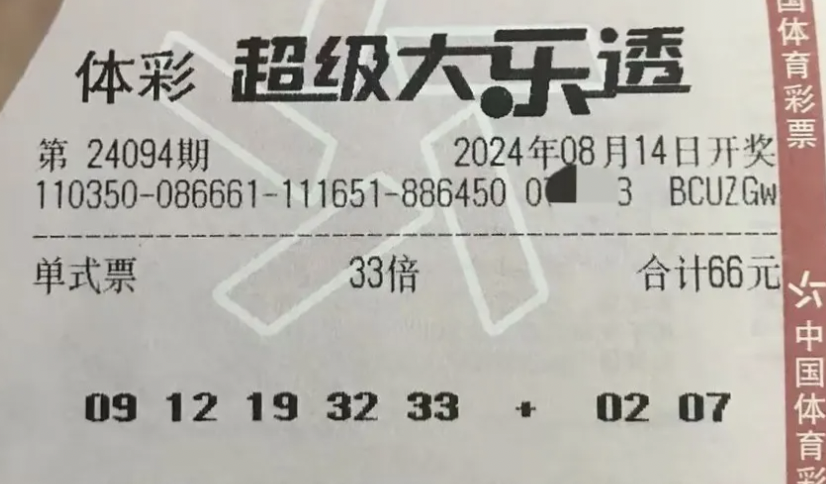 体彩 超级大乐透
第 24094期 2024年08月14日开奖
110350-086661-111651-886450 0 3 BCUZGw
单式票 33倍 合计66元
09 12 19 32 33 + 02 07
国体育彩票
中国体育彩